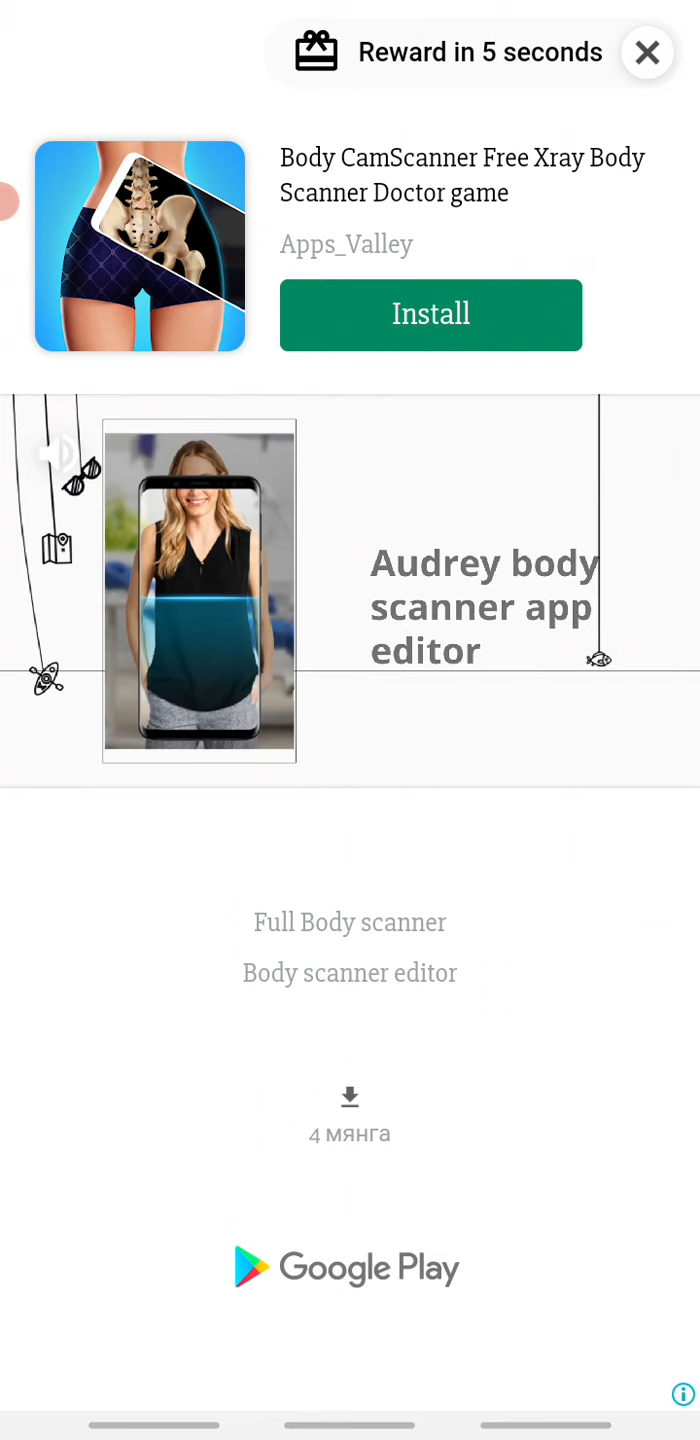 Reward in 5 seconds
Body CamScanner Free Xray Body
Scanner Doctor game
Apps_Valley
Install
Audrey body
scanner app
editor
Full Body scanner
Body scanner editor
4 мянга
Google Play